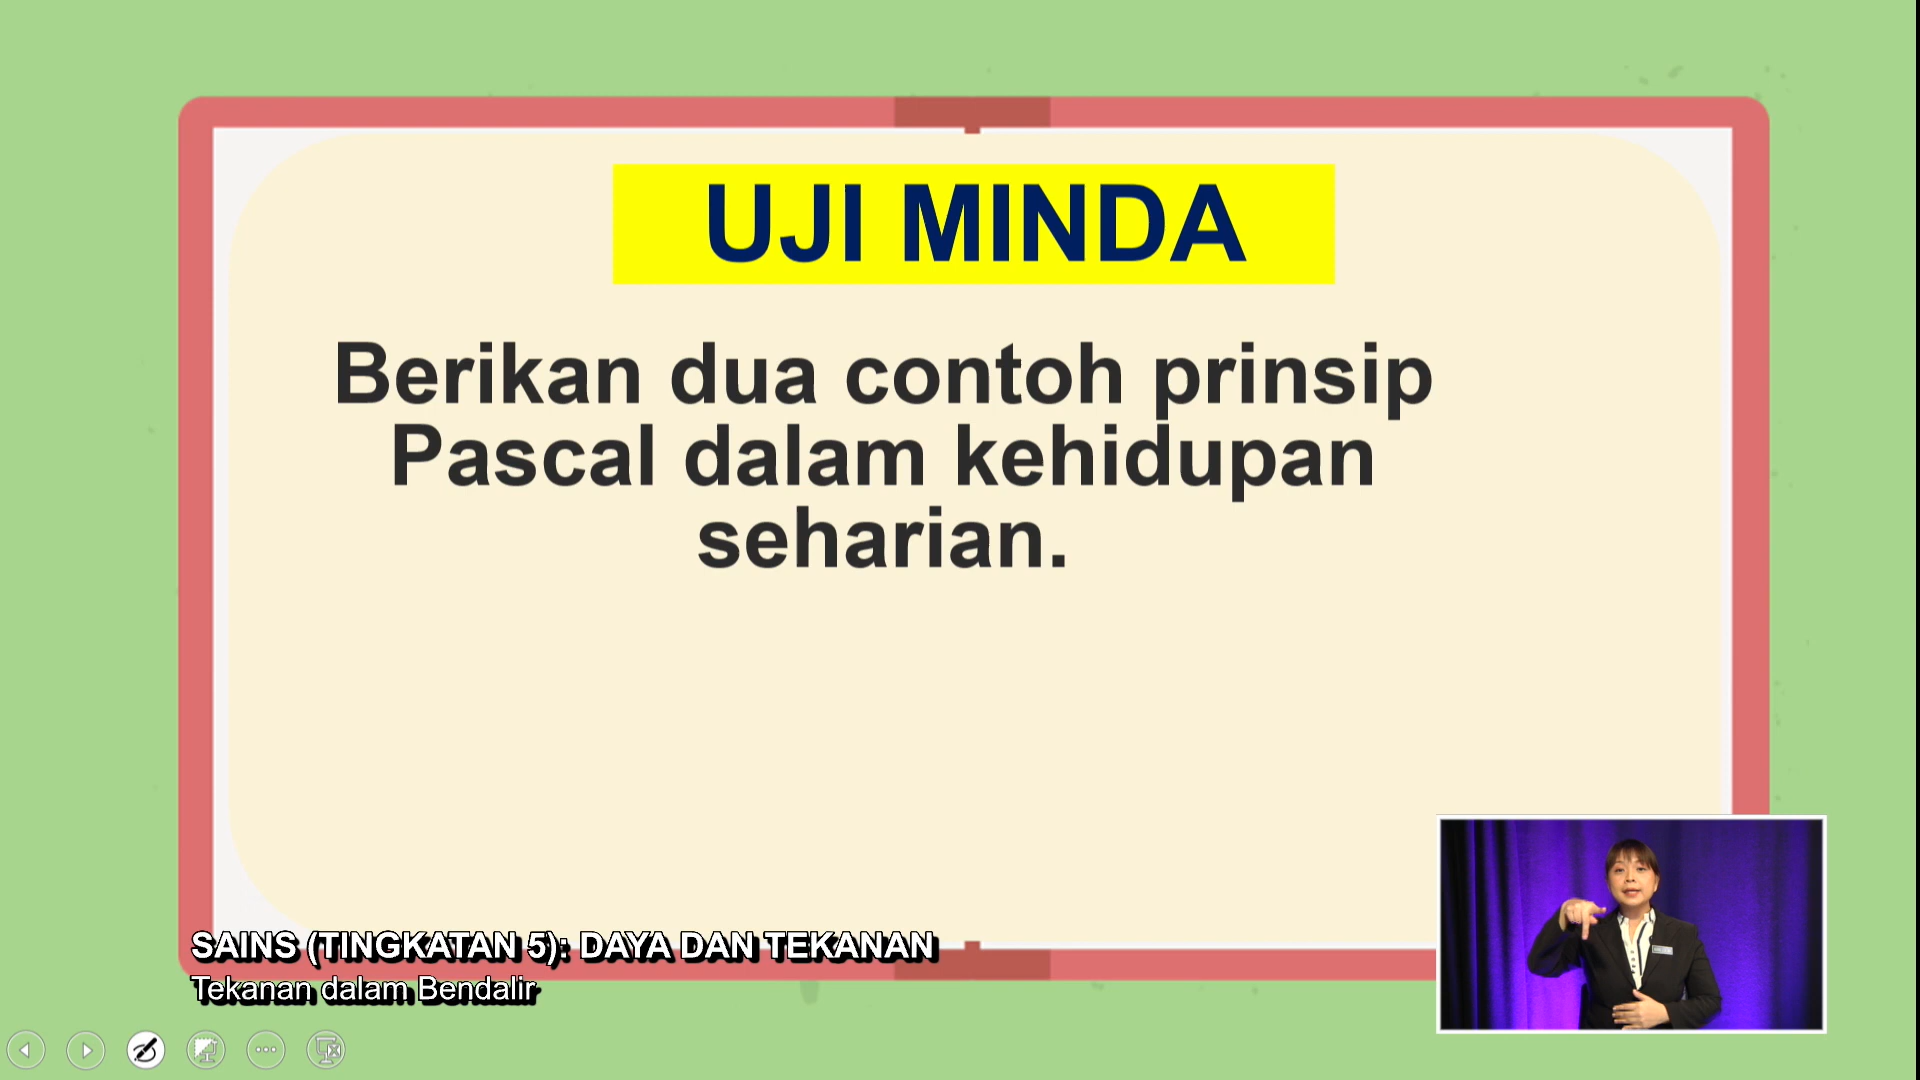 UJI MINDA
Berikan dua contoh prinsip
Pascal dalam kehidupan
seharian.
SAINS (TINGKATAN 5): DAYA DAN TEKANAN
Tekanan dalam Bendalir